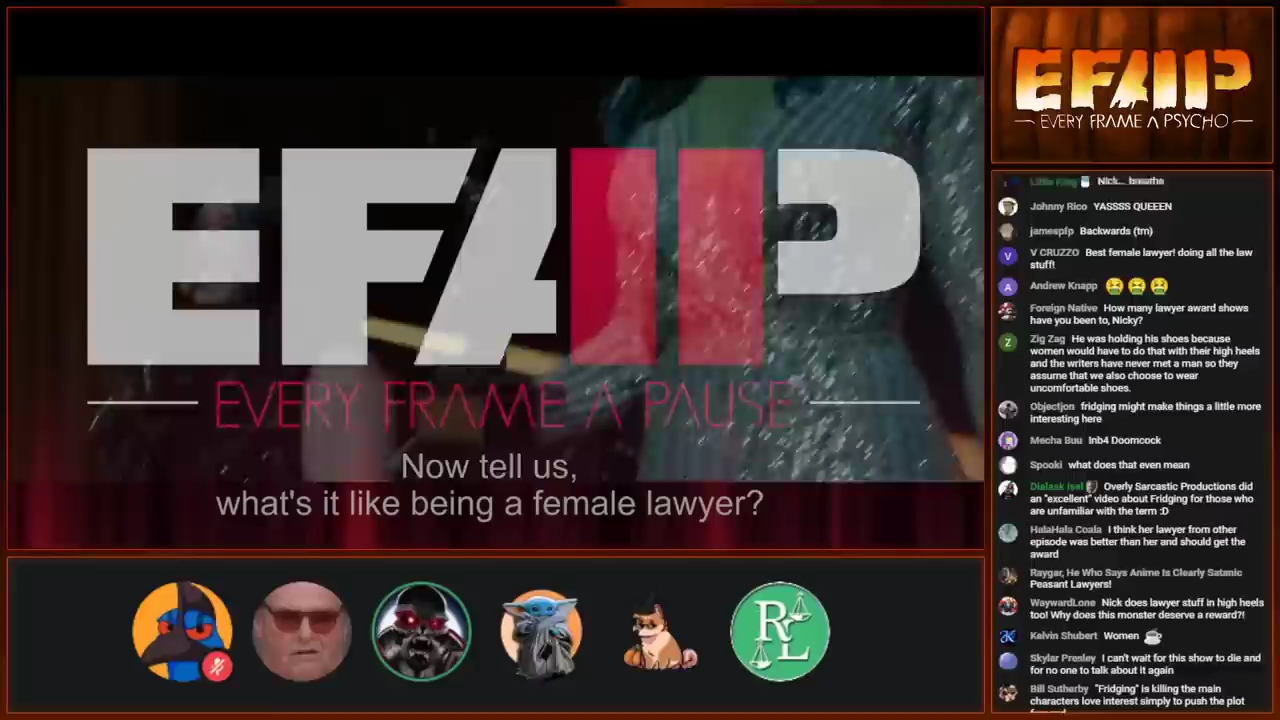 EFAP
EVERY FRAME A PAUSE
Now tell us,
what's it like being a female lawyer?
RL
EFAP
EVERY FRAME A PSYCHO
Little King Nick... breathe
Johnny Rico YASSSS QUEEEN
jamespfp Backwards (tm)
V V CRUZZO Best female lawyer! doing all the law
stuff!
A Andrew Knapp 🤮 🤮 🤮
Foreign Native How many lawyer award shows
have you been to, Nicky?
Z Zig Zag He was holding his shoes because
women would have to do that with their high heels
and the writers have never met a man so they
assume that we also choose to wear
uncomfortable shoes.
Objectjon fridging might make things a little more
interesting here
Mecha Buu Inb4 Doomcock
Spooki what does that even mean
Dialask Isel Overly Sarcastic Productions did
an "excellent" video about Fridging for those who
are unfamiliar with the term :D
HalaHala Coala I think her lawyer from other
episode was better than her and should get the
award
Raygar, He Who Says Anime Is Clearly Satanic
Peasant Lawyers!
WaywardLone Nick does lawyer stuff in high heels
too! Why does this monster deserve a reward?!
Kelvin Shubert Women ☕
Skylar Presley I can't wait for this show to die and
for no one to talk about it again
Bill Sutherby "Fridging" is killing the main
characters love interest simply to push the plot